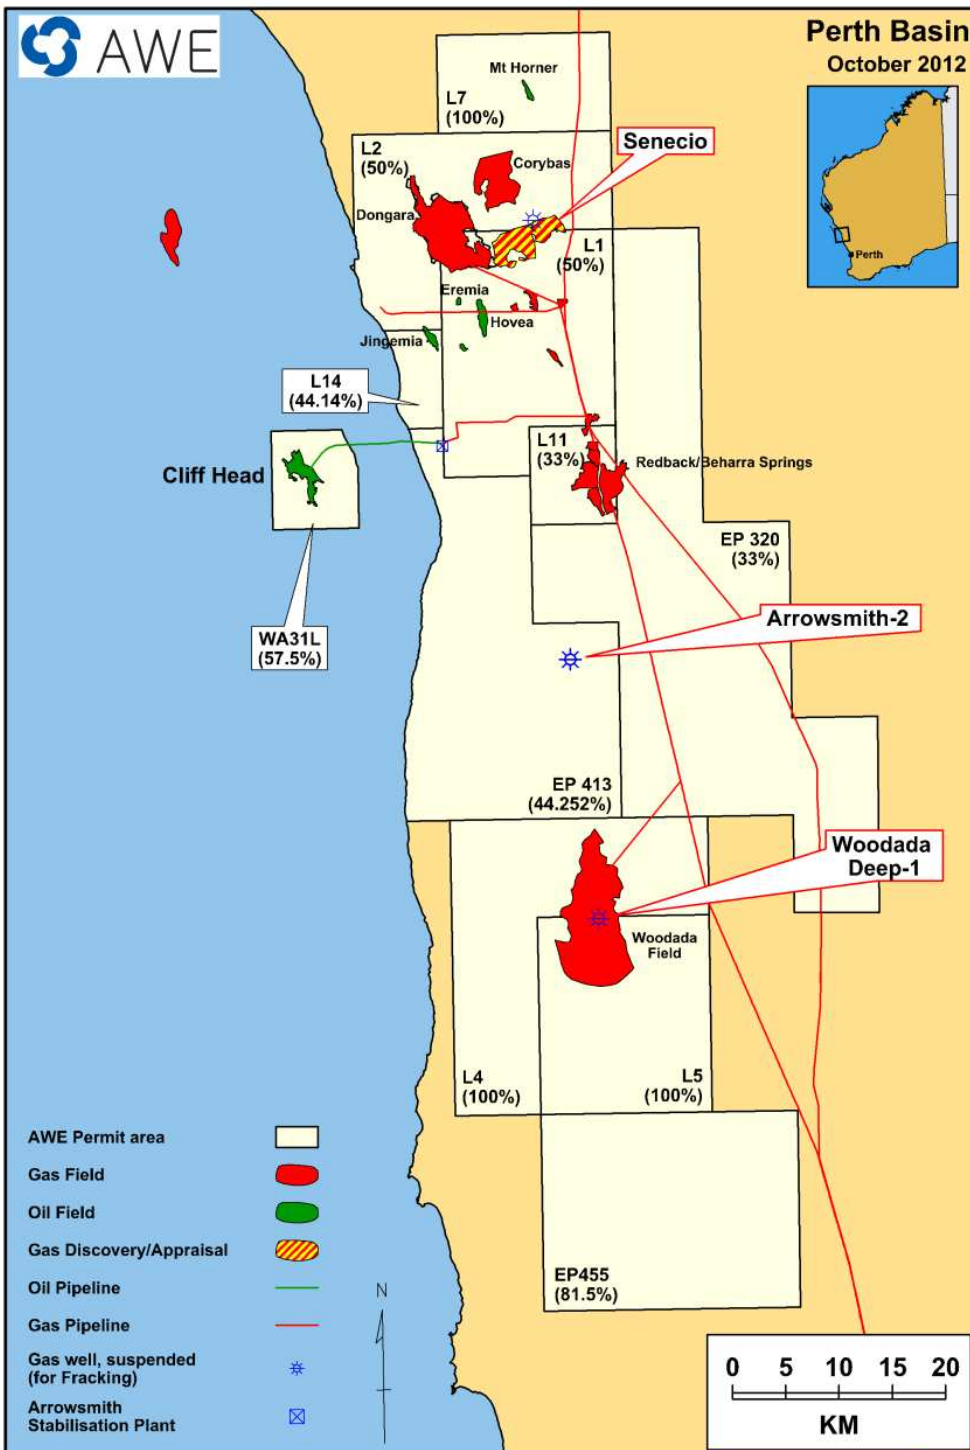 AWE
Perth Basin
October 2012
Perth
Mt Horner
L7
(100%)
L2
(50%)
Corybas
Senecio
Dongara
L1
(50%)
Eremia
Hovea
Jingemia
L14
(44.14%)
L11
(33%)
Redback/Beharra Springs
Cliff Head
EP 320
(33%)
WA31L
(57.5%)
Arrowsmith-2
EP 413
(44.252%)
Woodada
Deep-1
Woodada
Field
L4
(100%)
L5
(100%)
EP455
(81.5%)
AWE Permit area
Gas Field
Oil Field
Gas Discovery/Appraisal
Oil Pipeline
Gas Pipeline
Gas well, suspended
(for Fracking)
Arrowsmith
Stabilisation Plant
N
0 5 10 15 20
KM